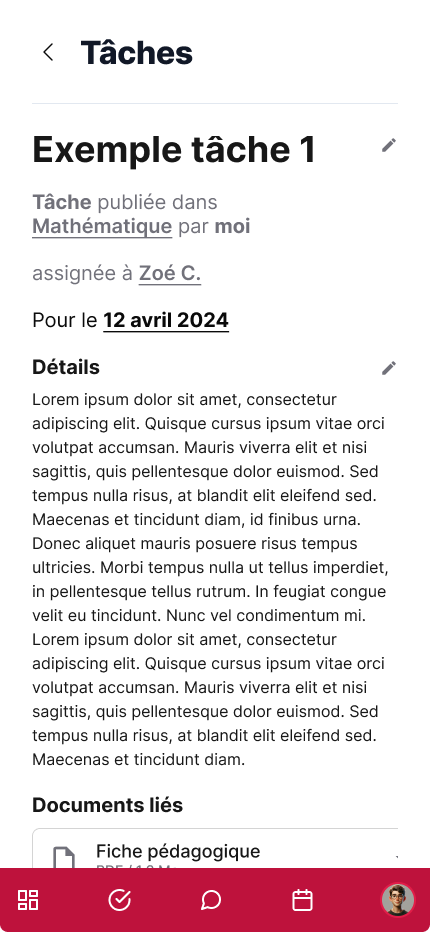 Tâches
Exemple tâche 1
Tâche publiée dans
Mathématique par moi
assignée à Zoé C.
Pour le 12 avril 2024
Détails
Lorem ipsum dolor sit amet, consectetur
adipiscing elit. Quisque cursus ipsum vitae orci
volutpat accumsan. Mauris viverra elit et nisi
sagittis, quis pellentesque dolor euismod. Sed
tempus nulla risus, at blandit elit eleifend sed.
Maecenas et tincidunt diam, id finibus urna.
Donec aliquet mauris posuere risus tempus
ultricies. Morbi tempus nulla ut tellus imperdiet,
in pellentesque tellus rutrum. In feugiat congue
velit eu tincidunt. Nunc vel condimentum mi.
Lorem ipsum dolor sit amet, consectetur
adipiscing elit. Quisque cursus ipsum vitae orci
volutpat accumsan. Mauris viverra elit et nisi
sagittis, quis pellentesque dolor euismod. Sed
tempus nulla risus, at blandit elit eleifend sed.
Maecenas et tincidunt diam.
Documents liés
Fiche pédagogique